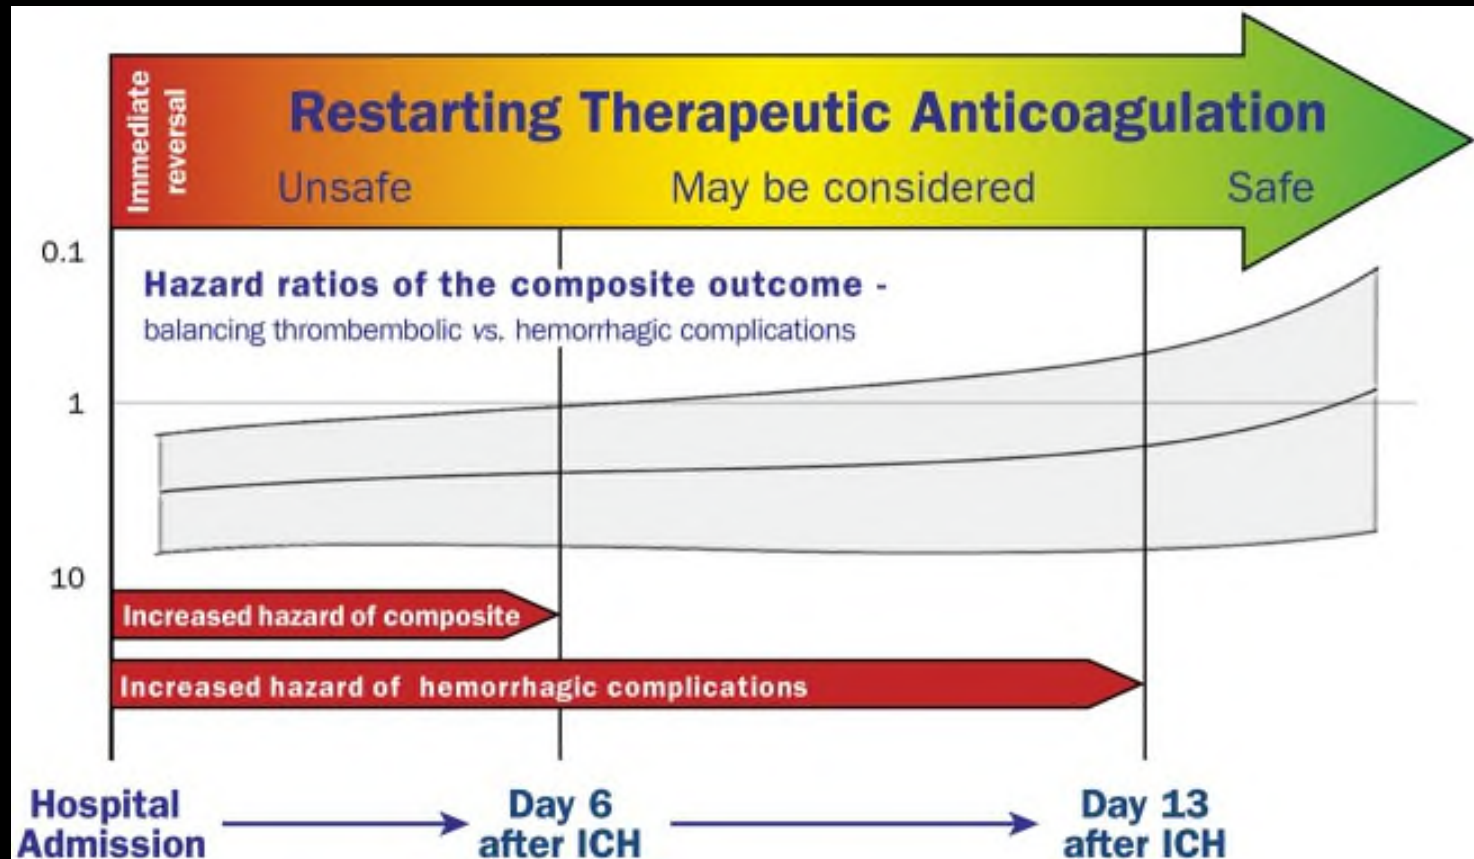 Immediate
reversal
Restarting Therapeutic Anticoagulation
Unsafe May be considered Safe
0.1
Hazard ratios of the composite outcome -
balancing thrombembolic vs. hemorrhagic complications
1
10
Increased hazard of composite
Increased hazard of hemorrhagic complications
Hospital
Admission
Day 6
after ICH
Day 13
after ICH